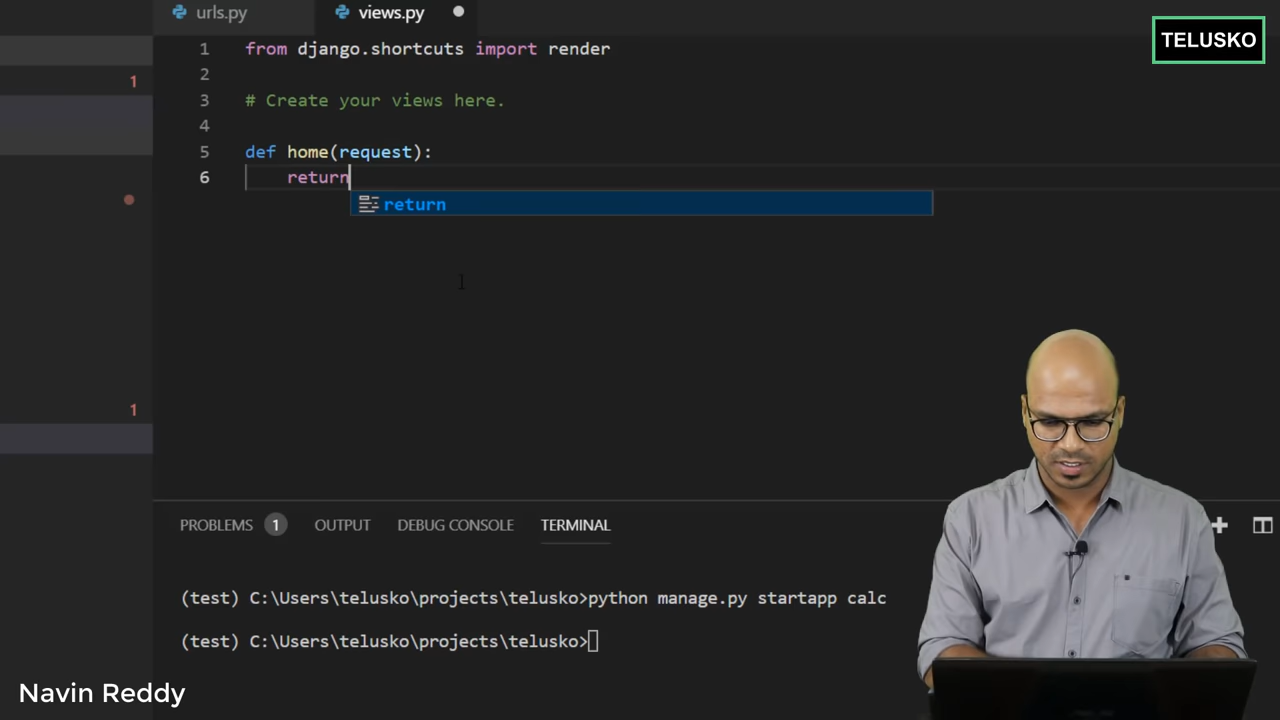 urls.py
views.py
TELUSKO
1 from django.shortcuts import render
2
3 # Create your views here.
4
5 def home(request):
6 return
return
1
1
PROBLEMS 1 OUTPUT DEBUG CONSOLE TERMINAL
(test) C:\Users\telusko\projects\telusko>python manage.py startapp calc
(test) C:\Users\telusko\projects\telusko>
Navin Reddy